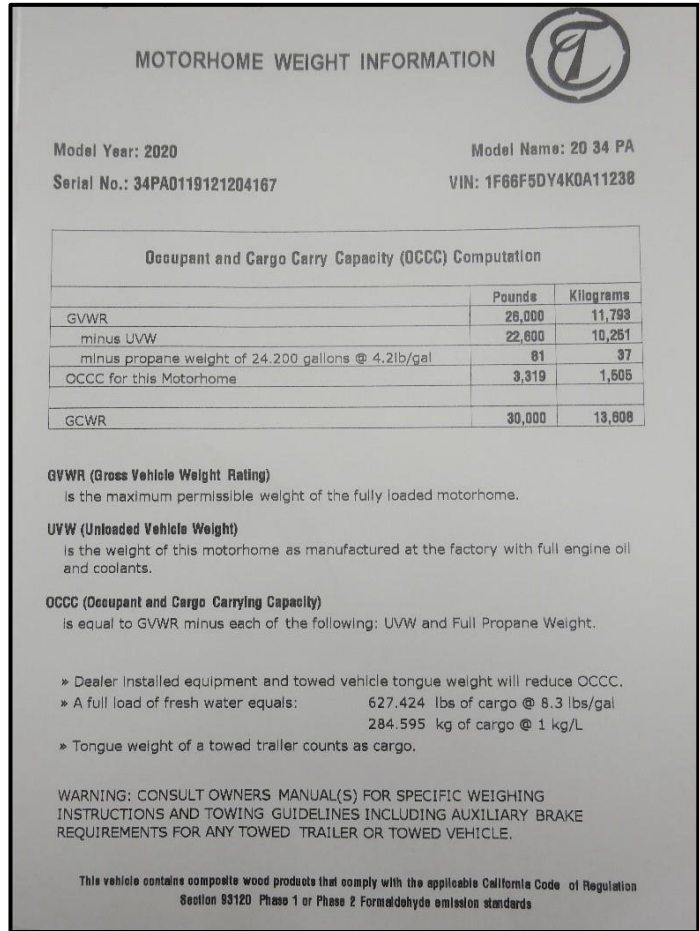 MOTORHOME WEIGHT INFORMATION
Model Year: 2020
Model Name: 20 34 PA
Serial No.: 34PA0119121204167
VIN: 1F66F5DY4K0A11238
Occupant and Cargo Carry Capacity (OCCC) Computation
Pounds Kilograms
GVWR 26,000 11,793
minus UVW 22,600 10,251
minus propane weight of 24.200 gallons @ 4.2lb/gal 81 37
OCCC for this Motorhome 3,319 1,505
GCWR 30,000 13,608
GVWR (Gross Vehicle Weight Rating)
is the maximum permissible weight of the fully loaded motorhome.
UVW (Unloaded Vehicle Weight)
is the weight of this motorhome as manufactured at the factory with full engine oil
and coolants.
OCCC (Occupant and Cargo Carrying Capacity)
is equal to GVWR minus each of the following: UVW and Full Propane Weight.
» Dealer installed equipment and towed vehicle tongue weight will reduce OCCC.
» A full load of fresh water equals: 627.424 lbs of cargo @ 8.3 lbs/gal
284.595 kg of cargo @ 1 kg/L
» Tongue weight of a towed trailer counts as cargo.
WARNING: CONSULT OWNERS MANUAL(S) FOR SPECIFIC WEIGHING
INSTRUCTIONS AND TOWING GUIDELINES INCLUDING AUXILIARY BRAKE
REQUIREMENTS FOR ANY TOWED TRAILER OR TOWED VEHICLE.
This vehicle contains composite wood products that comply with the applicable California Code of Regulation
Section 93120 Phase 1 or Phase 2 Formaldehyde emission standards